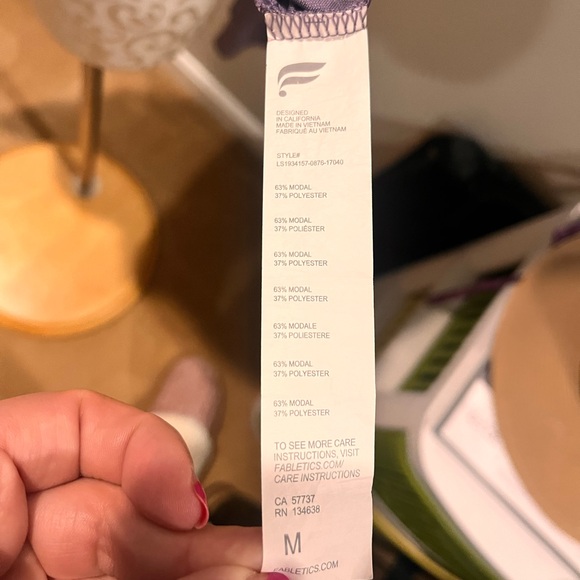 DESIGNED
IN CALIFORNIA
MADE IN VIETNAM
FABRIQUÉ AU VIETNAM
STYLE#
LS1934157-0870-17040
63% MODAL
37% POLYESTER
63% MODAL
37% POLIÉSTER
63% MODAL
37% POLYESTER
63% MODAL
37% POLYESTER
63% MODALE
37% POLIESTERE
63% MODAL
37% POLYESTER
63% MODAL
37% POLYESTER
TO SEE MORE CARE
INSTRUCTIONS, VISIT
FABLETICS.COM/
CARE INSTRUCTIONS
CA 57737
RN 134638
M
FABLETICS.COM